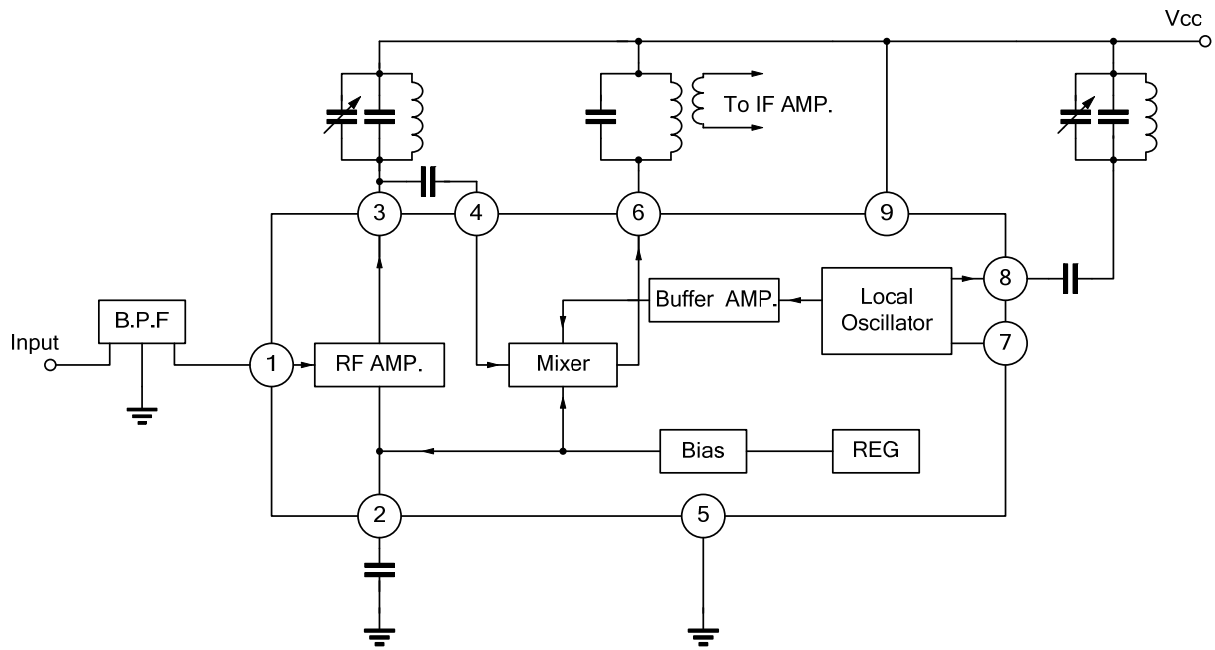 Vcc
To IF AMP.
3
4
6
9
8
Buffer AMP.
Local
Oscillator
B.P.F
Input
1
RF AMP.
Mixer
7
Bias
REG
2
5